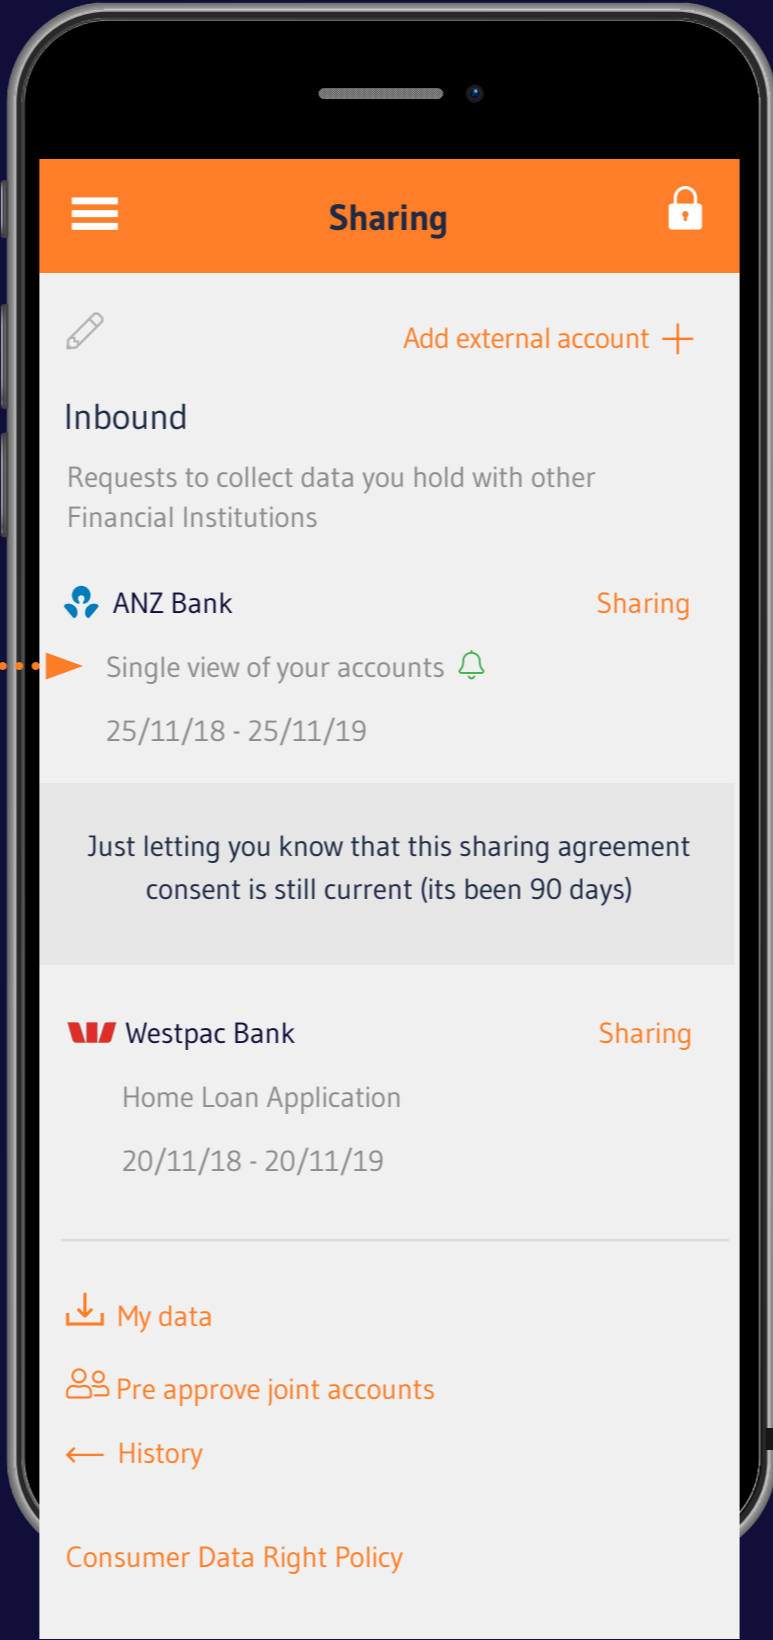 Sharing
Add external account
Inbound
Requests to collect data you hold with other
Financial Institutions
ANZ Bank
Sharing
Single view of your accounts
25/11/18 - 25/11/19
Just letting you know that this sharing agreement
consent is still current (its been 90 days)
Westpac Bank
Sharing
Home Loan Application
20/11/18 - 20/11/19
My data
Pre approve joint accounts
History
Consumer Data Right Policy